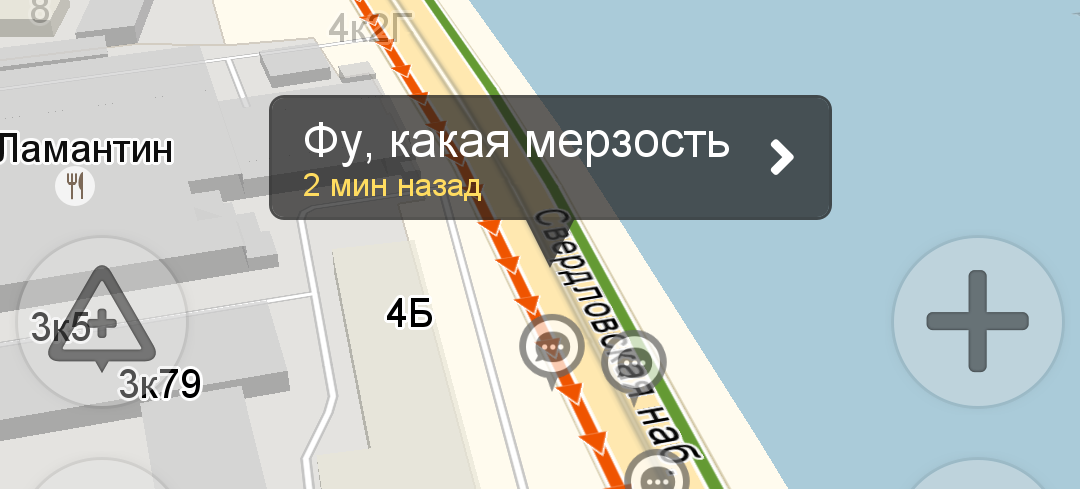 8
4к2Г
Фу, какая мерзость
2 мин назад
Ламантин
Свердловская наб.
4Б
3к5
3к79